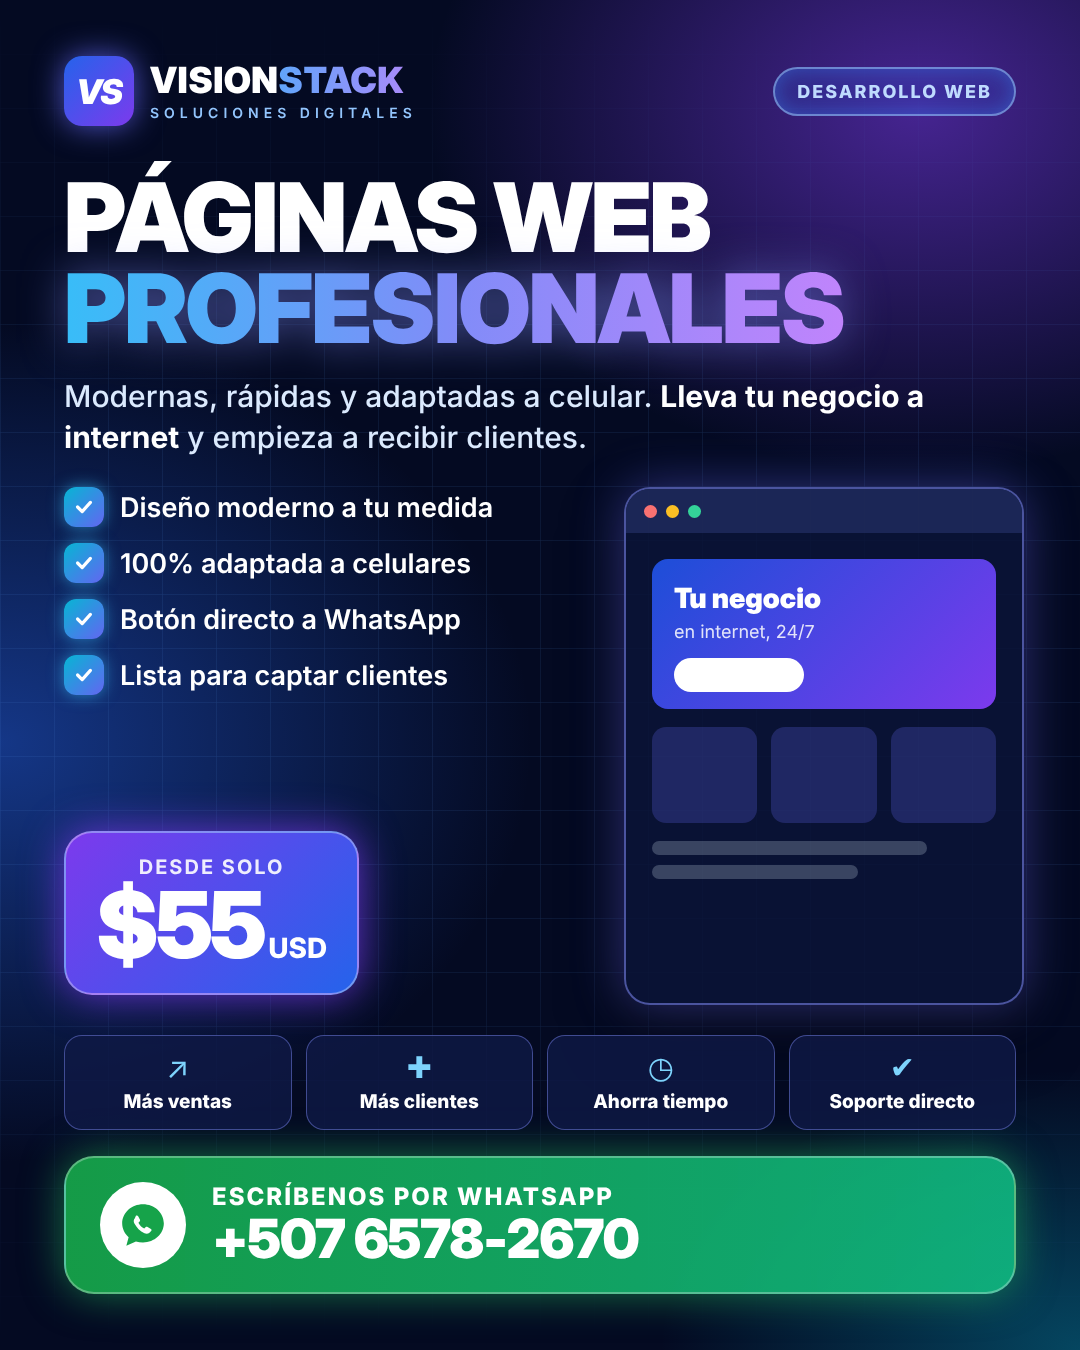 VS
VISIONSTACK
SOLUCIONES DIGITALES
DESARROLLO WEB
PÁGINAS WEB
PROFESIONALES
Modernas, rápidas y adaptadas a celular. Lleva tu negocio a
internet y empieza a recibir clientes.
Diseño moderno a tu medida
100% adaptada a celulares
Botón directo a WhatsApp
Lista para captar clientes
Tu negocio
en internet, 24/7
DESDE SOLO
$55 USD
Más ventas
Más clientes
Ahorra tiempo
Soporte directo
ESCRÍBENOS POR WHATSAPP
+507 6578-2670